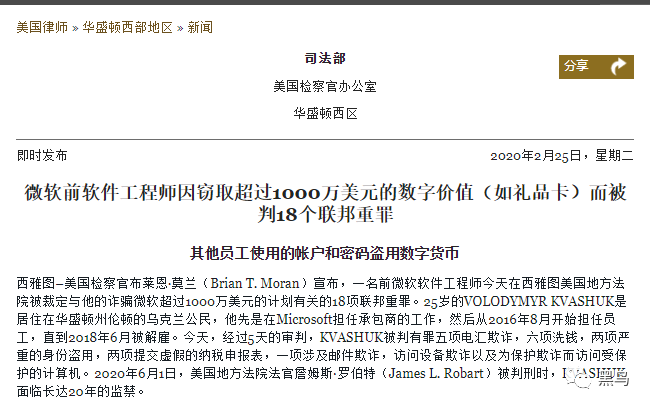 美国律师 » 华盛顿西部地区 » 新闻
司法部
分享
美国检察官办公室
华盛顿西区
即时发布
2020年2月25日，星期二
微软前软件工程师因窃取超过1000万美元的数字价值（如礼品卡）而被
判18个联邦重罪
其他员工使用的帐户和密码盗用数字货币
西雅图–美国检察官布莱恩·莫兰（Brian T. Moran）宣布，一名前微软软件工程师今天在西雅图美国地方法
院被裁定与他的诈骗微软超过1000万美元的计划有关的18项联邦重罪。25岁的VOLODYMYR KVASHUK是
居住在华盛顿州伦顿的乌克兰公民，他先是在Microsoft担任承包商的工作，然后从2016年8月开始担任员
工，直到2018年6月被解雇。今天，经过5天的审判，KVASHUK被判有罪五项电汇欺诈，六项洗钱，两项严
重的身份盗用，两项提交虚假的纳税申报表，一项涉及邮件欺诈，访问设备欺诈以及为保护欺诈而访问受保
护的计算机。2020年6月1日，美国地方法院法官詹姆斯·罗伯特（James L. Robart）被判刑时，
面临长达20年的监禁。
黑鸟